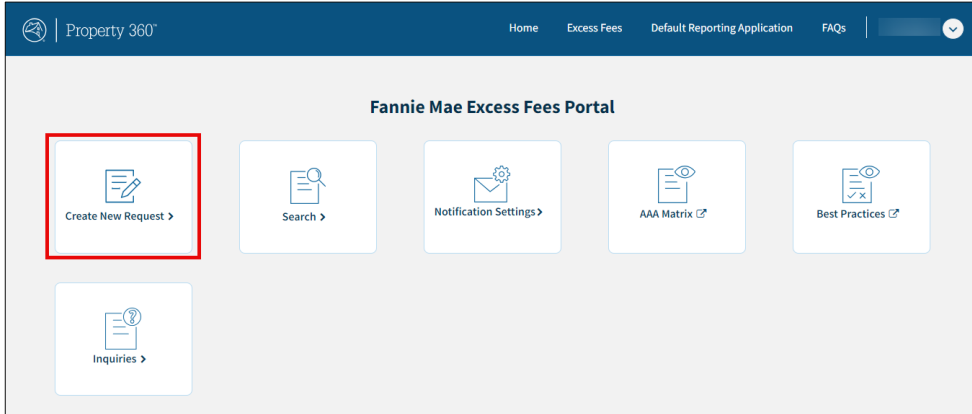 Property 360™
Home Excess Fees Default Reporting Application FAQs
Fannie Mae Excess Fees Portal
Create New Request >
Search >
Notification Settings >
AAA Matrix
Best Practices
Inquiries >